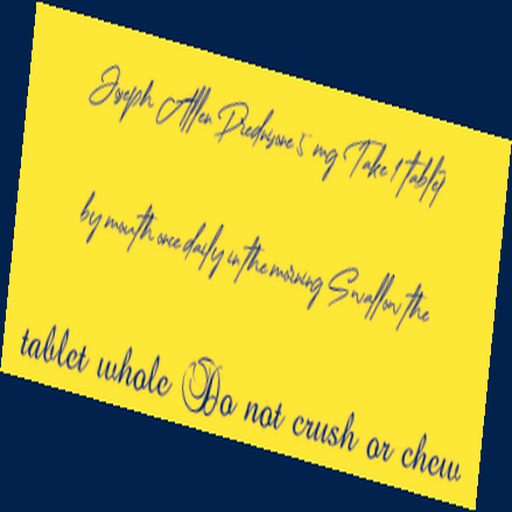 Joseph Allen Prednisone 5 mg Take 1 tablet
by mouth once daily in the morning Swallow the
tablet whole Do not crush or chew